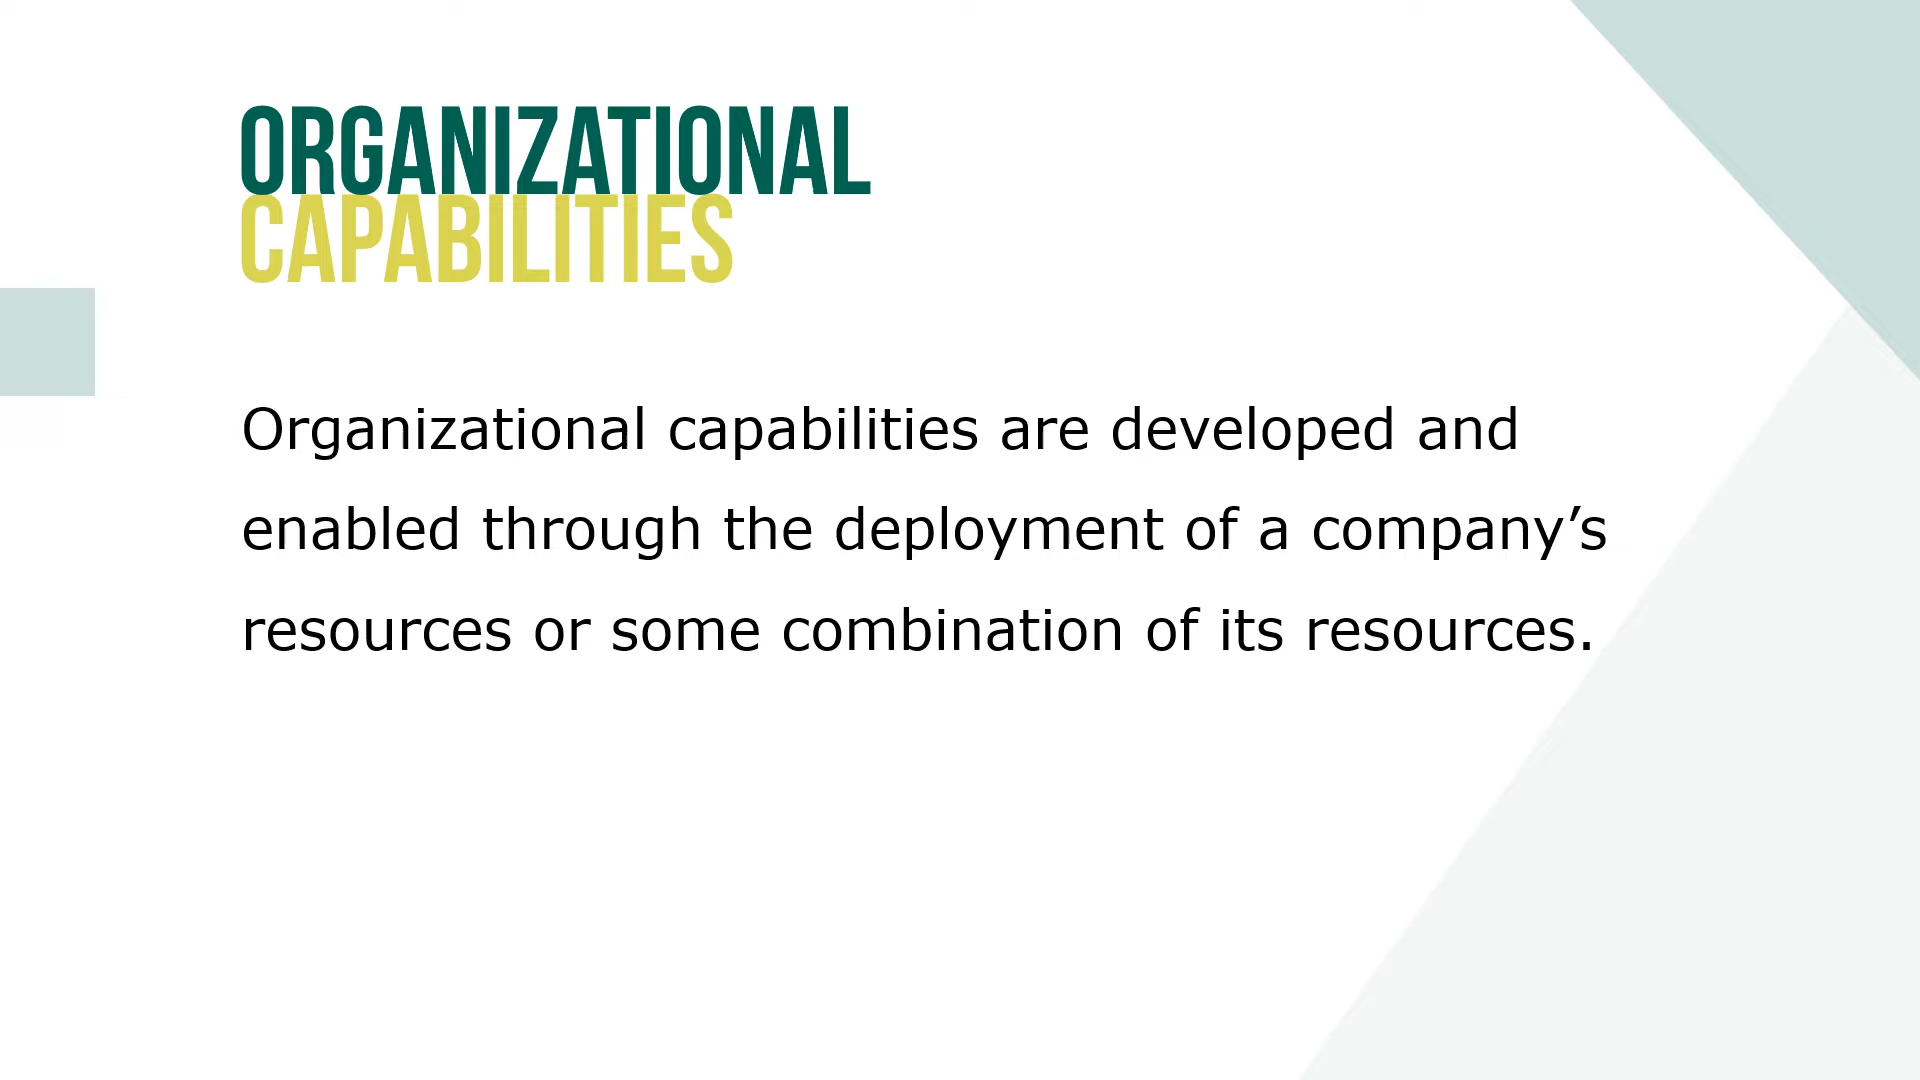 ORGANIZATIONAL
CAPABILITIES
Organizational capabilities are developed and
enabled through the deployment of a company’s
resources or some combination of its resources.